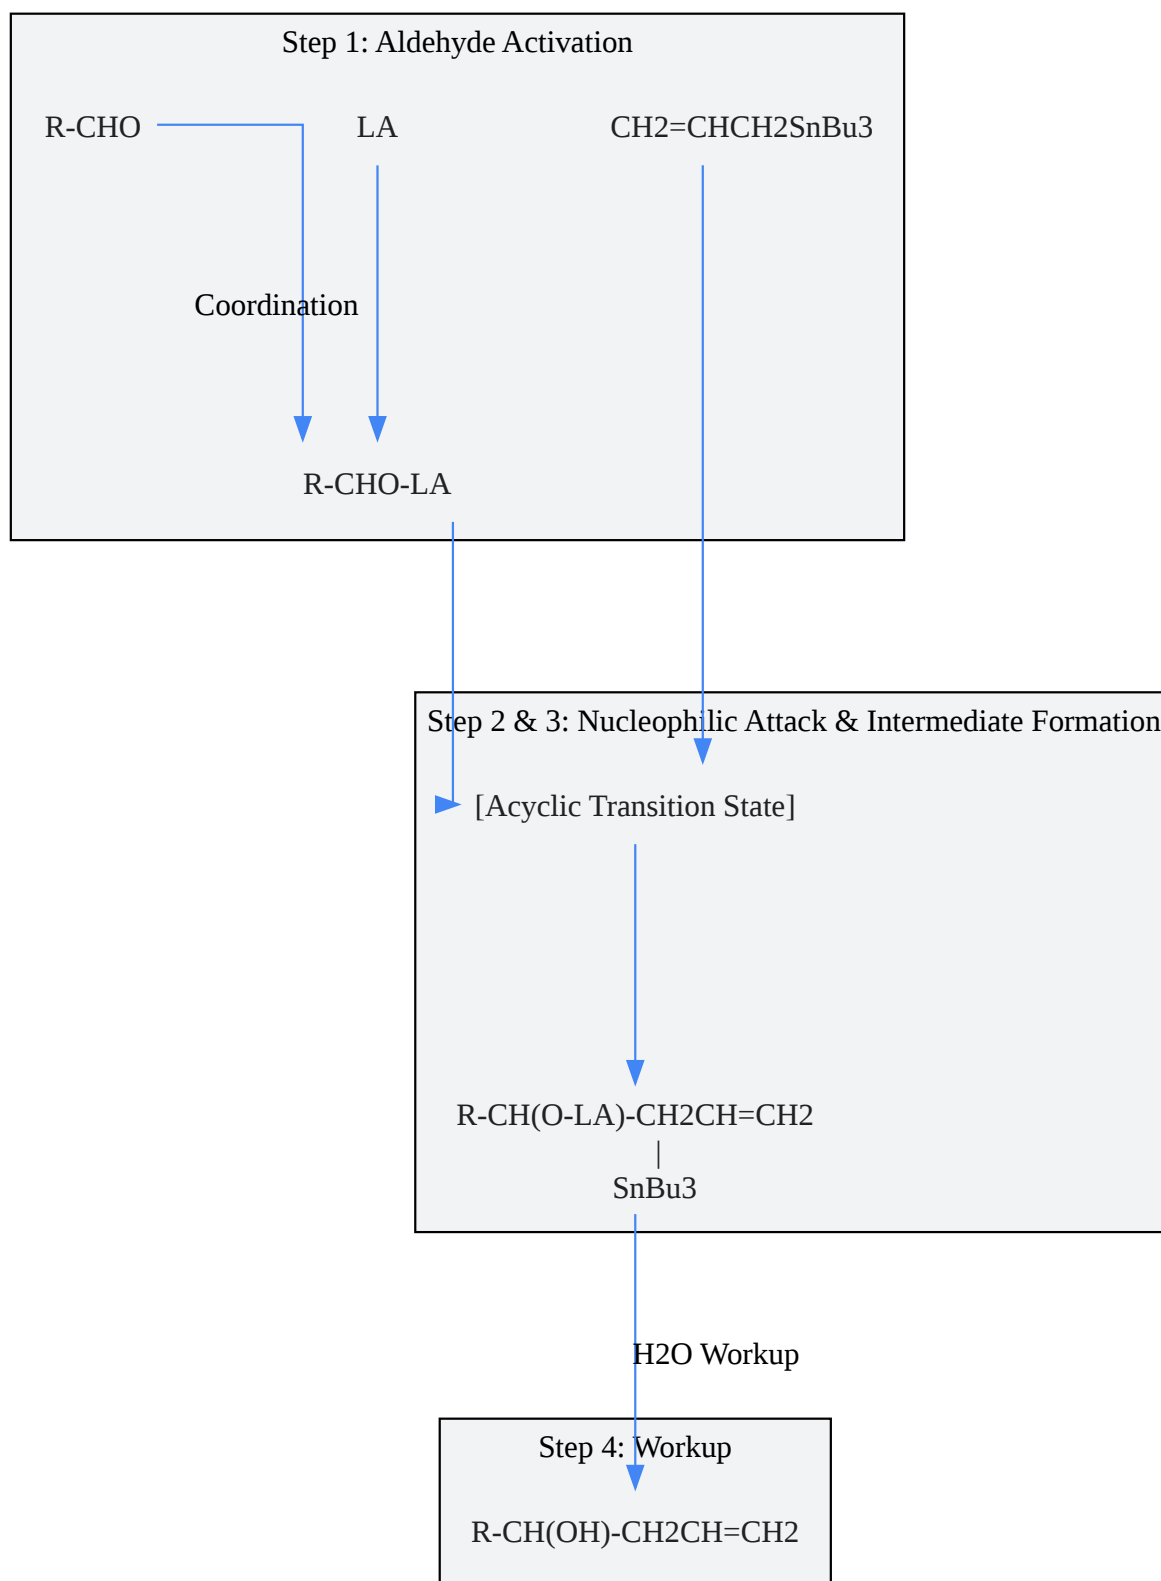 Step 1: Aldehyde Activation
R-CHO
LA
CH2=CHCH2SnBu3
Coordination
R-CHO-LA
Step 2 & 3: Nucleophilic Attack & Intermediate Formation
[Acyclic Transition State]
R-CH(O-LA)-CH2CH=CH2
|
SnBu3
H2O Workup
Step 4: Workup
R-CH(OH)-CH2CH=CH2